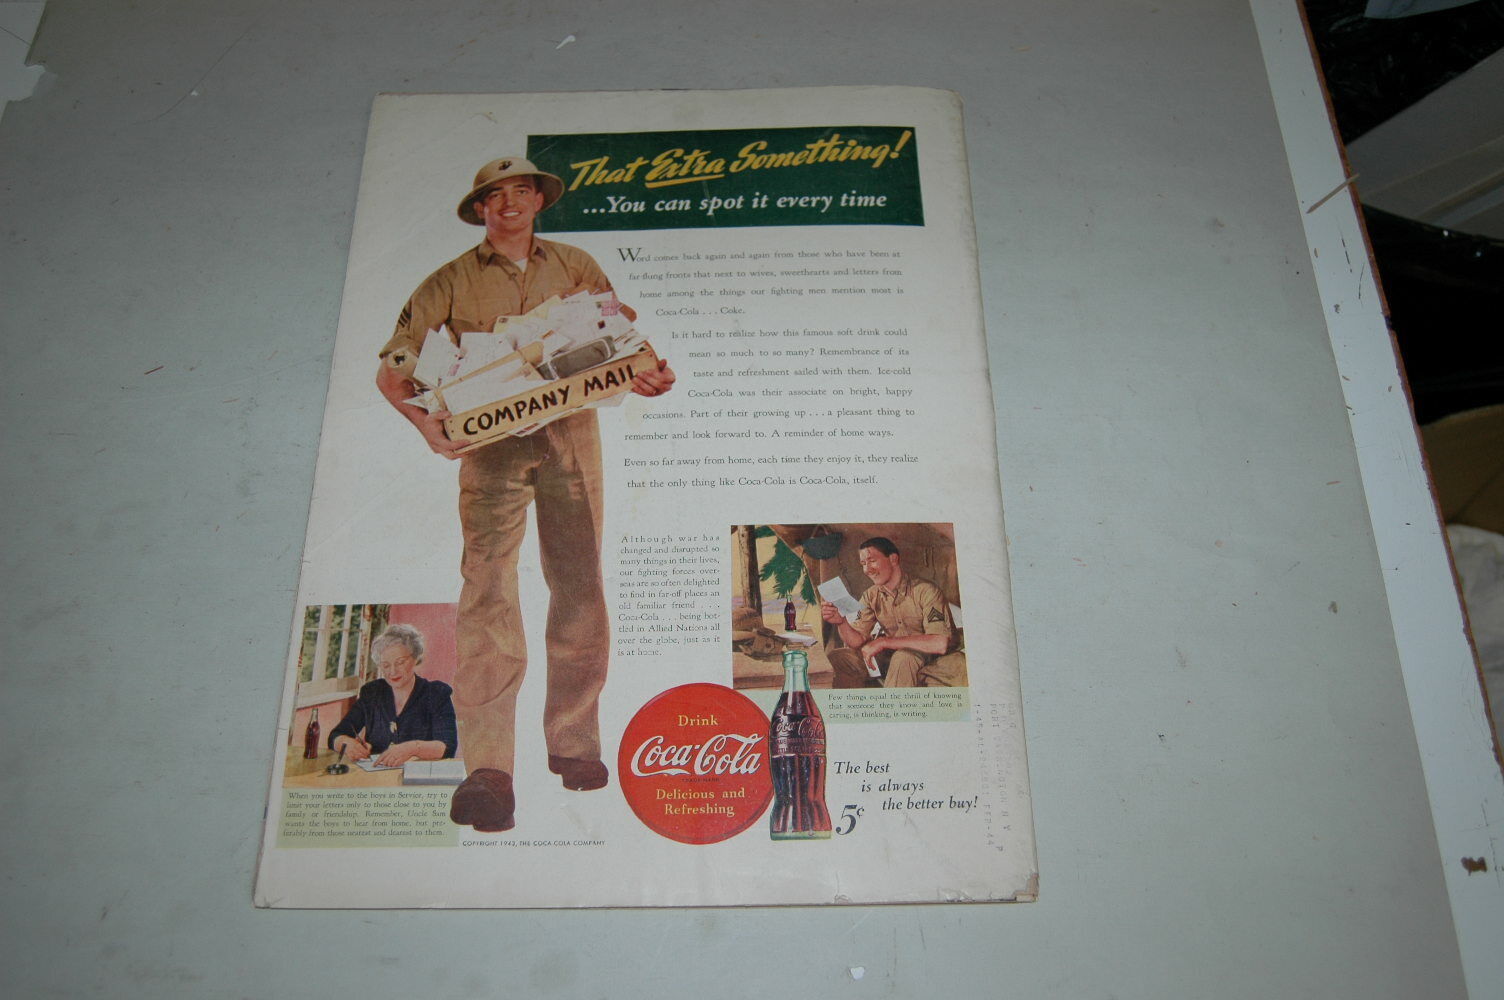 That Extra Something!
...You can spot it every time
Word comes back again and again from those who have been at
far-flung fronts that next to wives, sweethearts and letters from
home among the things our fighting men mention most is
Coca-Cola . . . Coke.
Is it hard to realize how this famous soft drink could
mean so much to so many? Remembrance of its
taste and refreshment sailed with them. Ice-cold
Coca-Cola was their associate on bright, happy
occasions. Part of their growing up . . . a pleasant thing to
remember and look forward to. A reminder of home ways.
Even so far away from home, each time they enjoy it, they realize
that the only thing like Coca-Cola is Coca-Cola, itself.
COMPANY MAIL
Although war has
changed and disrupted so
many things in their lives,
our fighting forces over-
seas are so often delighted
to find in far-off places an
old familiar friend . . .
Coca-Cola . . . being bot-
tled in Allied Nations all
over the globe, just as it
is at home.
Few things equal the thrill of knowing
that someone they know and love is
caring, is thinking, is writing.
When you write to the boys in Service, try to
limit your letters only to those close to you by
family or friendship. Remember, Uncle Sam
wants the boys to hear from home, but pre-
ferably from those nearest and dearest to them.
Drink
Coca-Cola
TRADE-MARK
Delicious and
Refreshing
Coca-Cola
5¢
The best
is always
the better buy!
COPYRIGHT 1943, THE COCA-COLA COMPANY